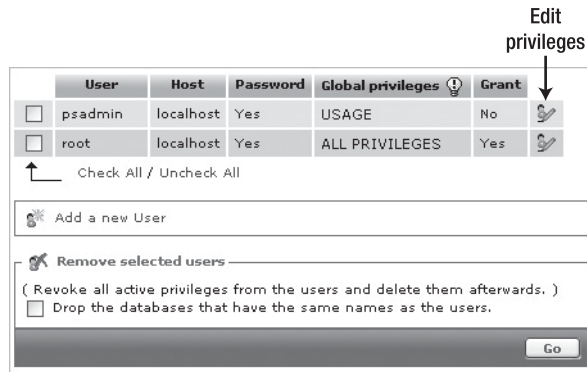 Edit
privileges
User Host Password Global privileges Grant
psadmin localhost Yes USAGE No
root localhost Yes ALL PRIVILEGES Yes
Check All / Uncheck All
Add a new User
Remove selected users
( Revoke all active privileges from the users and delete them afterwards. )
Drop the databases that have the same names as the users.
Go